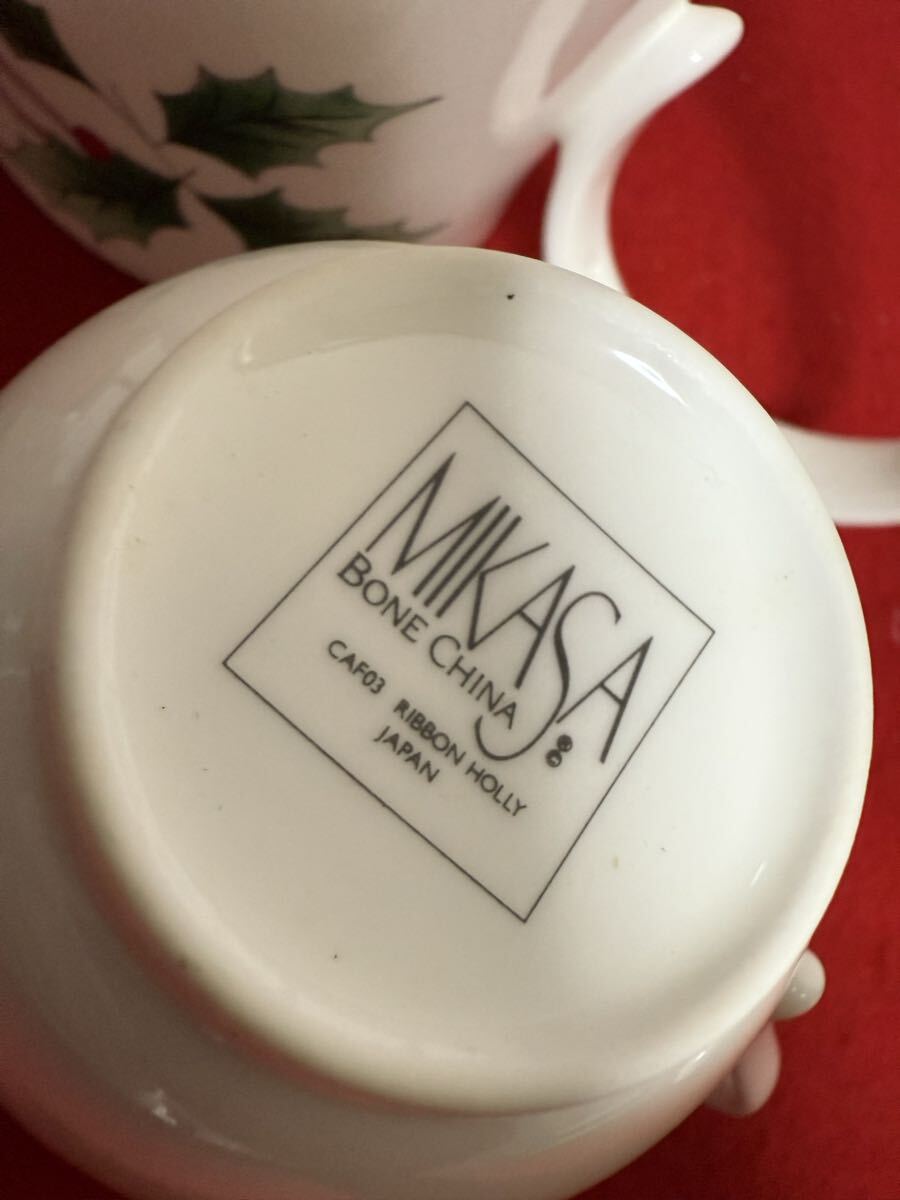 MIKASA
BONE CHINA
CAF03 RIBBON HOLLY
JAPAN